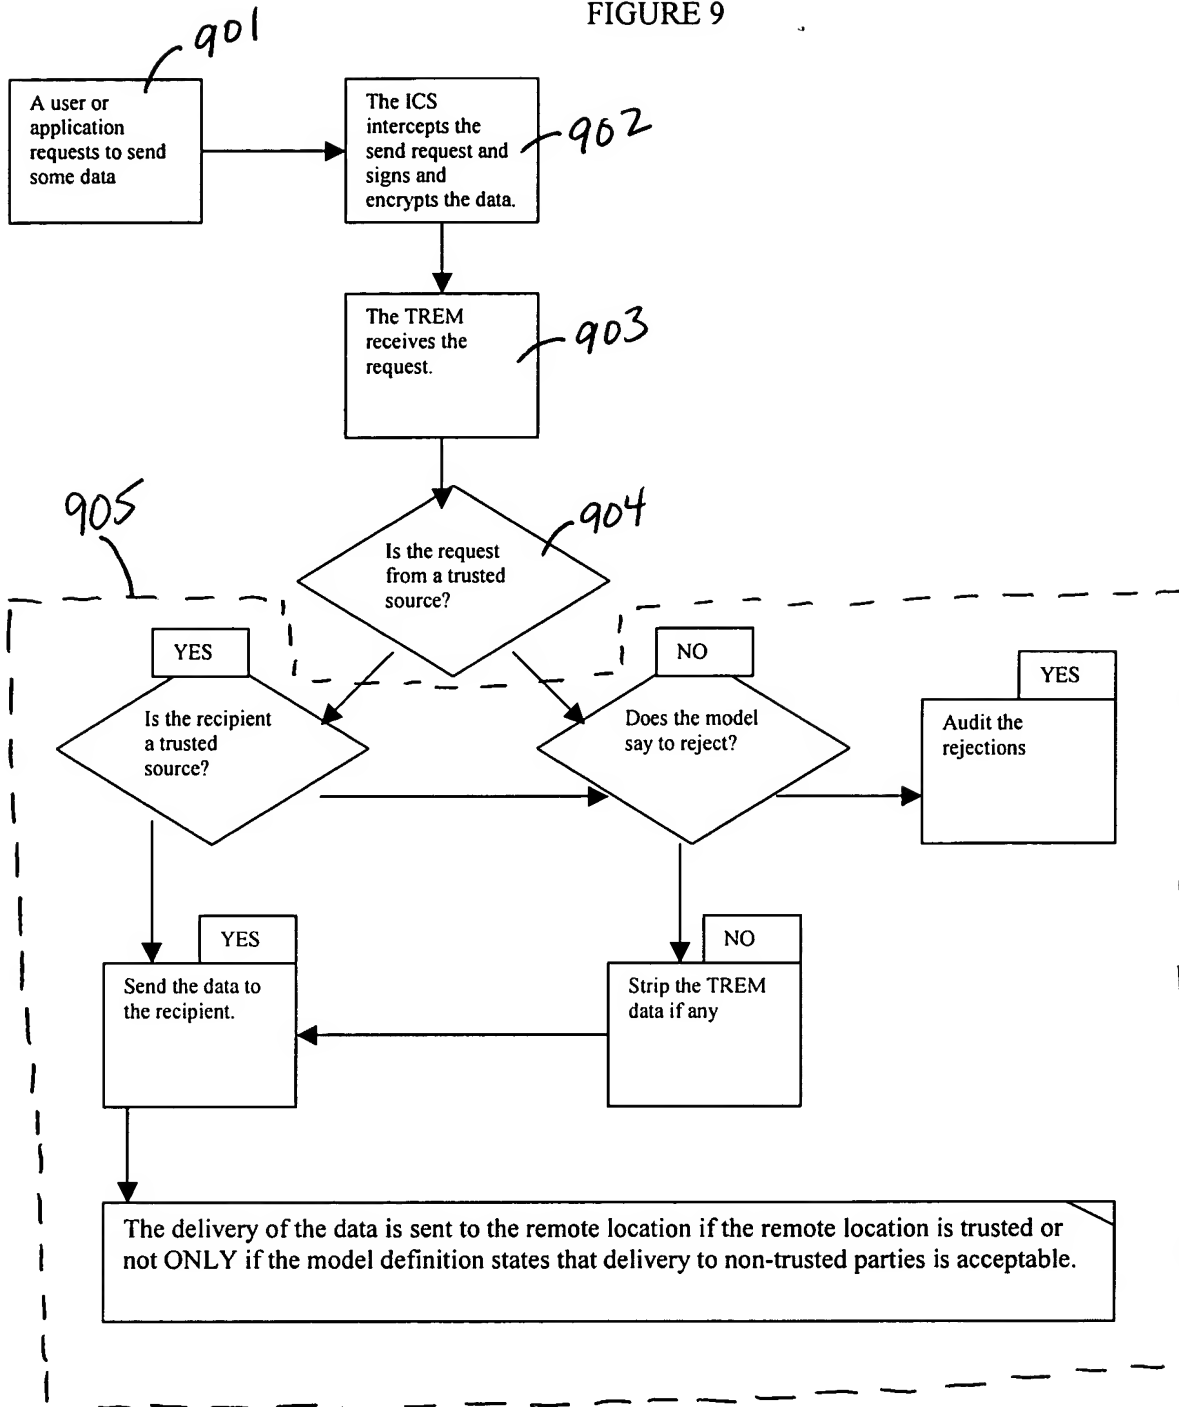 FIGURE 9
901
A user or
application
requests to send
some data
The ICS
intercepts the
send request and
signs and
encrypts the data.
902
The TREM
receives the
request.
903
905
904
Is the request
from a trusted
source?
YES
NO
YES
Is the recipient
a trusted
source?
Does the model
say to reject?
Audit the
rejections
YES
NO
Send the data to
the recipient.
Strip the TREM
data if any
The delivery of the data is sent to the remote location if the remote location is trusted or
not ONLY if the model definition states that delivery to non-trusted parties is acceptable.